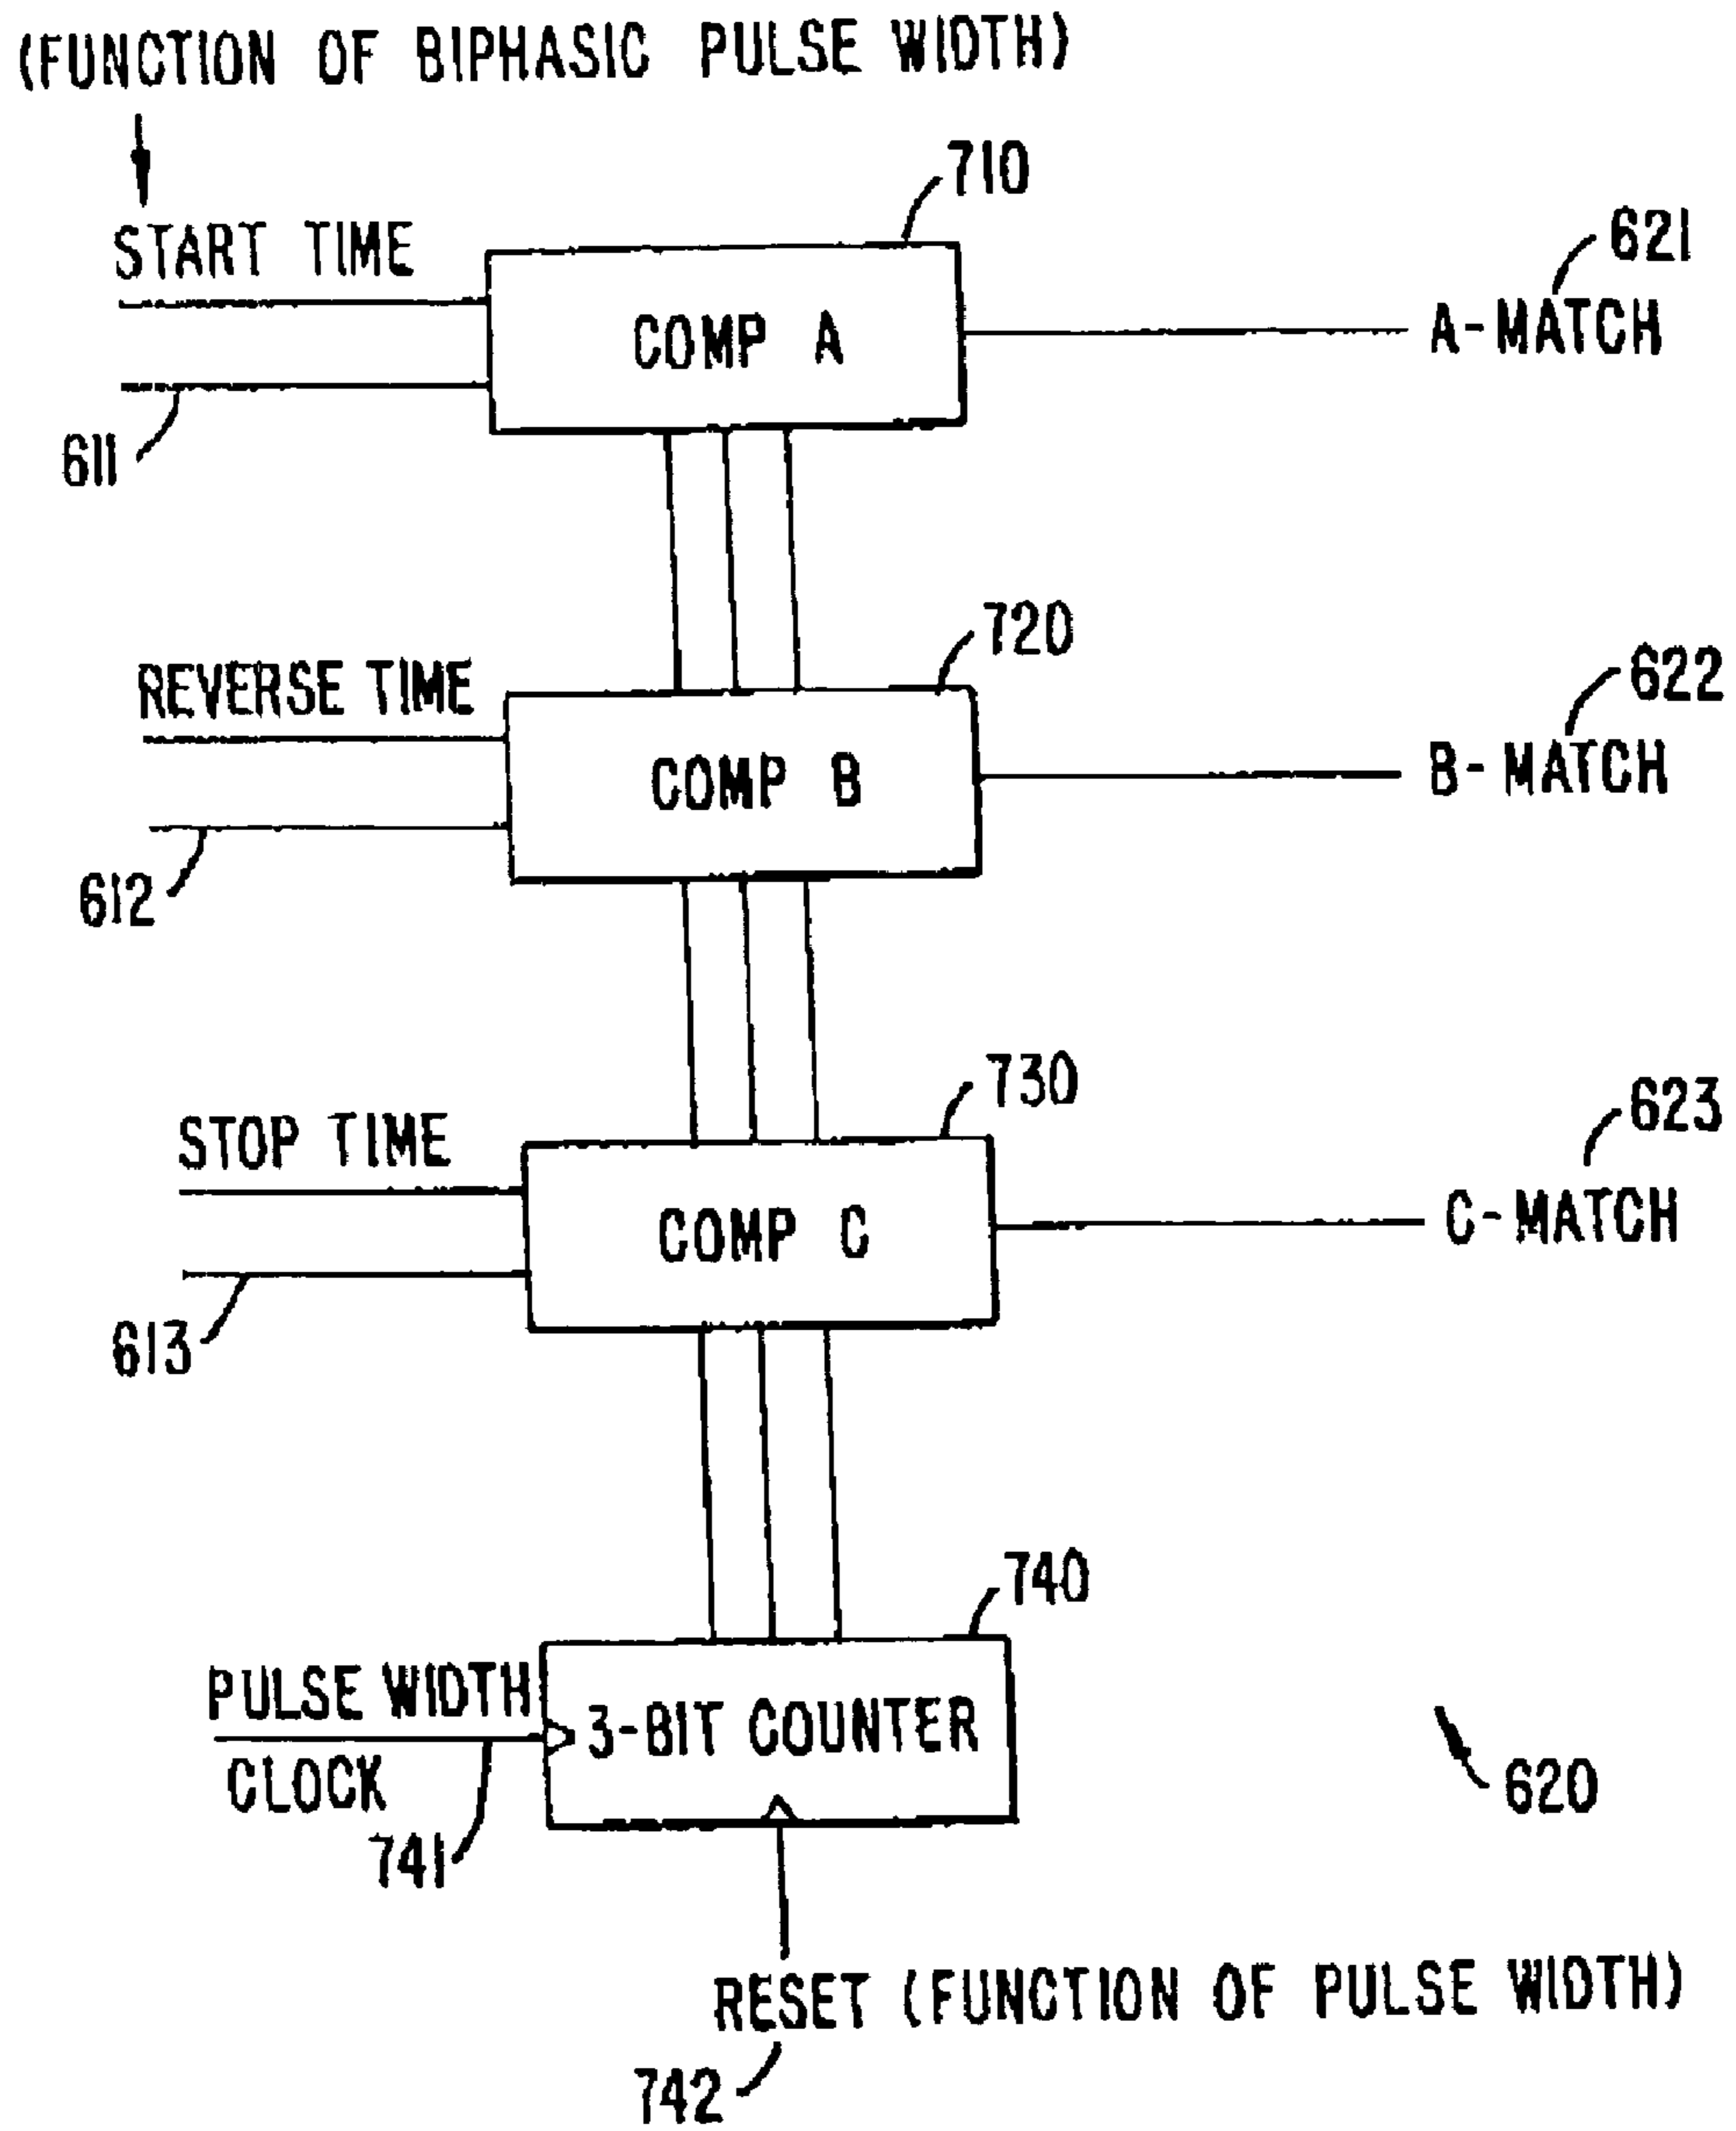 (FUNCTION OF BIPHASIC PULSE WIDTH)
710
621
START TIME
COMP A
A-MATCH
611
720
622
REVERSE TIME
COMP B
B-MATCH
612
730
623
STOP TIME
COMP C
C-MATCH
613
740
PULSE WIDTH
3-BIT COUNTER
CLOCK
620
741
RESET (FUNCTION OF PULSE WIDTH)
742